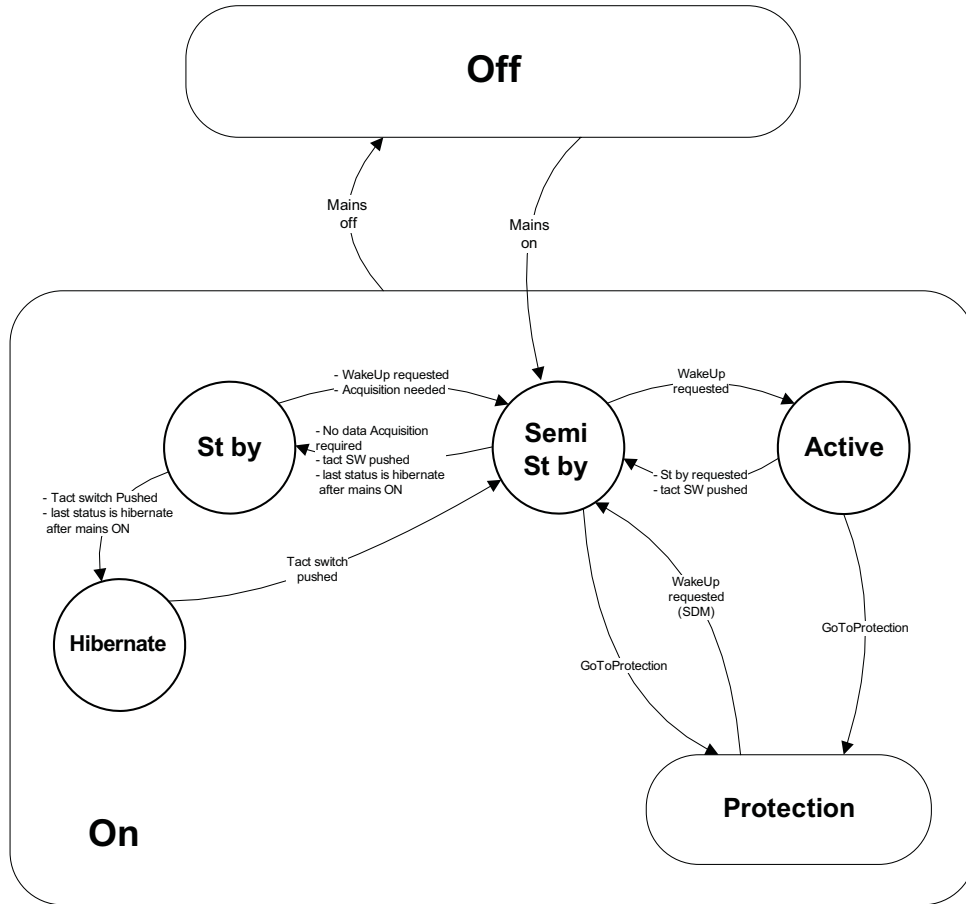 Off
Mains
off
Mains
on
- WakeUp requested
- Acquisition needed
WakeUp
requested
St by
- No data Acquisition
required
- tact SW pushed
- last status is hibernate
after mains ON
Semi
St by
Active
- St by requested
- tact SW pushed
- Tact switch Pushed
- last status is hibernate
after mains ON
Tact switch
pushed
WakeUp
requested
(SDM)
Hibernate
GoToProtection
GoToProtection
Protection
On